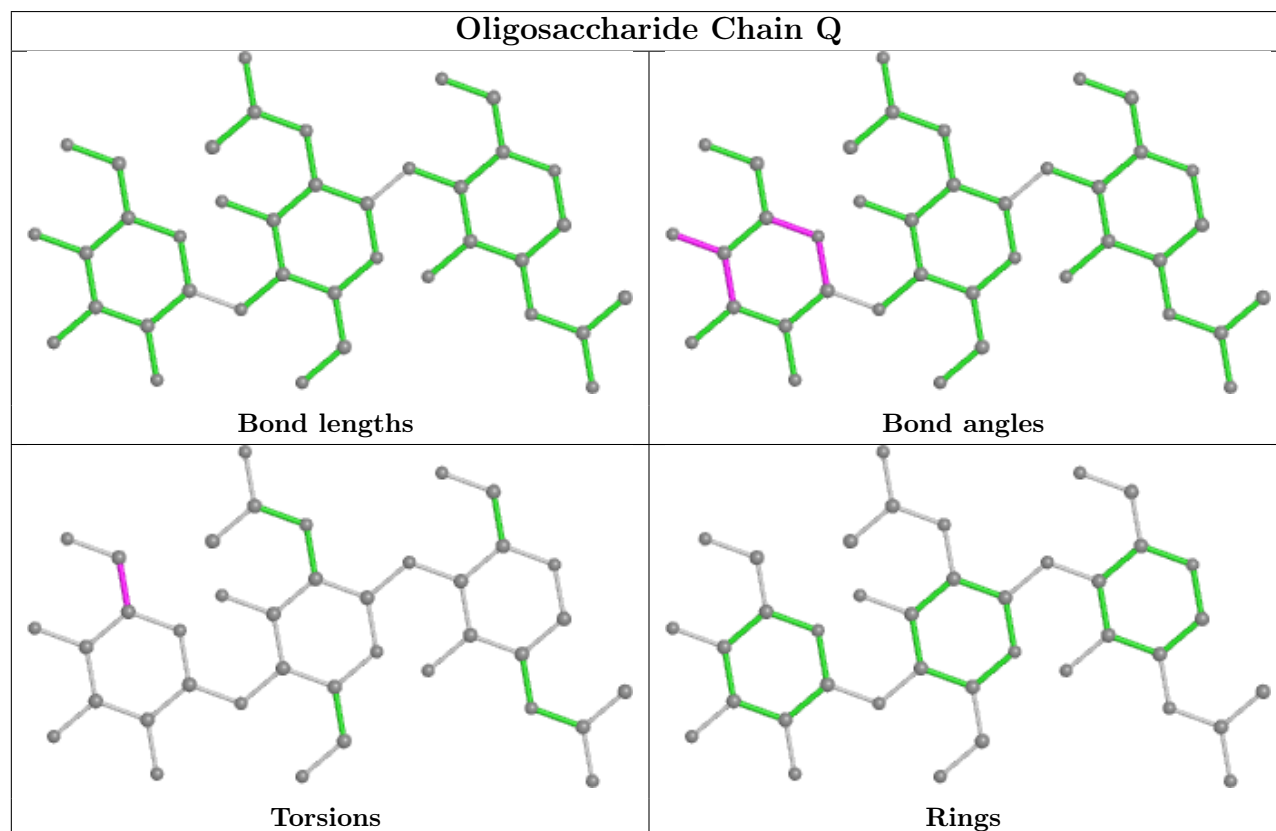 Oligosaccharide Chain Q
Bond lengths
Bond angles
Torsions
Rings